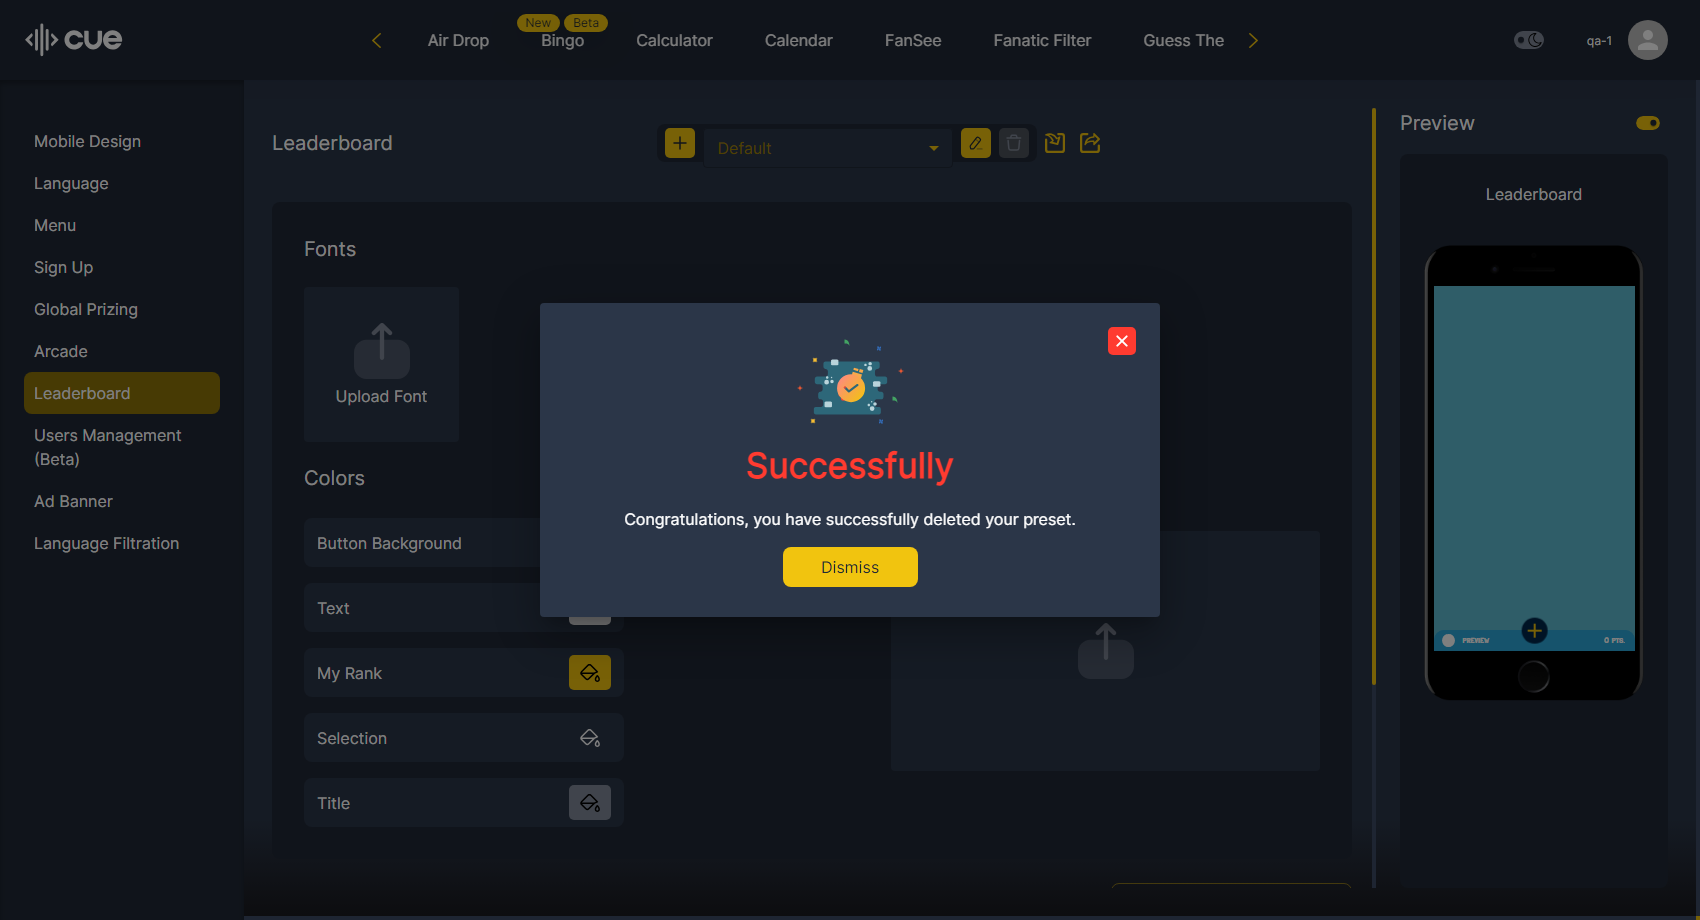 cue
Air Drop
New
Beta
Bingo
Calculator
Calendar
FanSee
Fanatic Filter
Guess The
qa-1
Mobile Design
Language
Menu
Sign Up
Global Prizing
Arcade
Leaderboard
Users Management
(Beta)
Ad Banner
Language Filtration
Leaderboard
Default
Fonts
Upload Font
Colors
Button Background
Text
My Rank
Selection
Title
Successfully
Congratulations, you have successfully deleted your preset.
Dismiss
Preview
Leaderboard
PREVIEW
0 PTS.